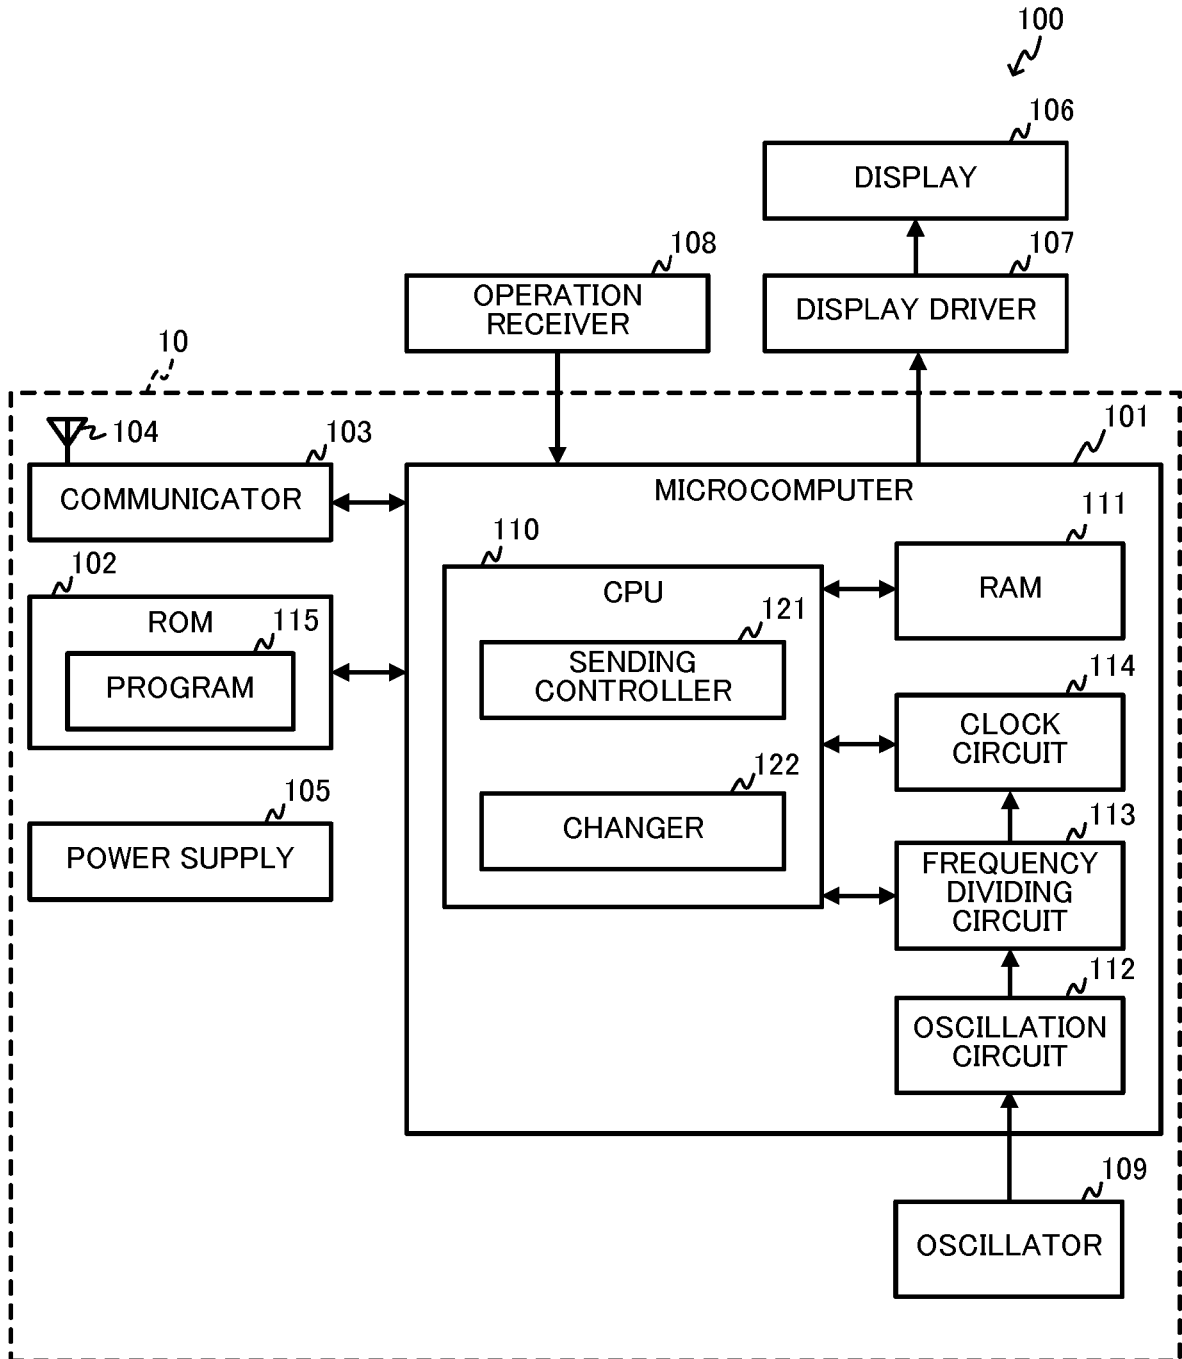 100
106
DISPLAY
108
107
OPERATION
RECEIVER
DISPLAY DRIVER
10
104
103
101
COMMUNICATOR
MICROCOMPUTER
102
110
111
ROM
CPU
RAM
115
121
PROGRAM
SENDING
CONTROLLER
114
CLOCK
CIRCUIT
105
122
113
POWER SUPPLY
CHANGER
FREQUENCY
DIVIDING
CIRCUIT
112
OSCILLATION
CIRCUIT
109
OSCILLATOR